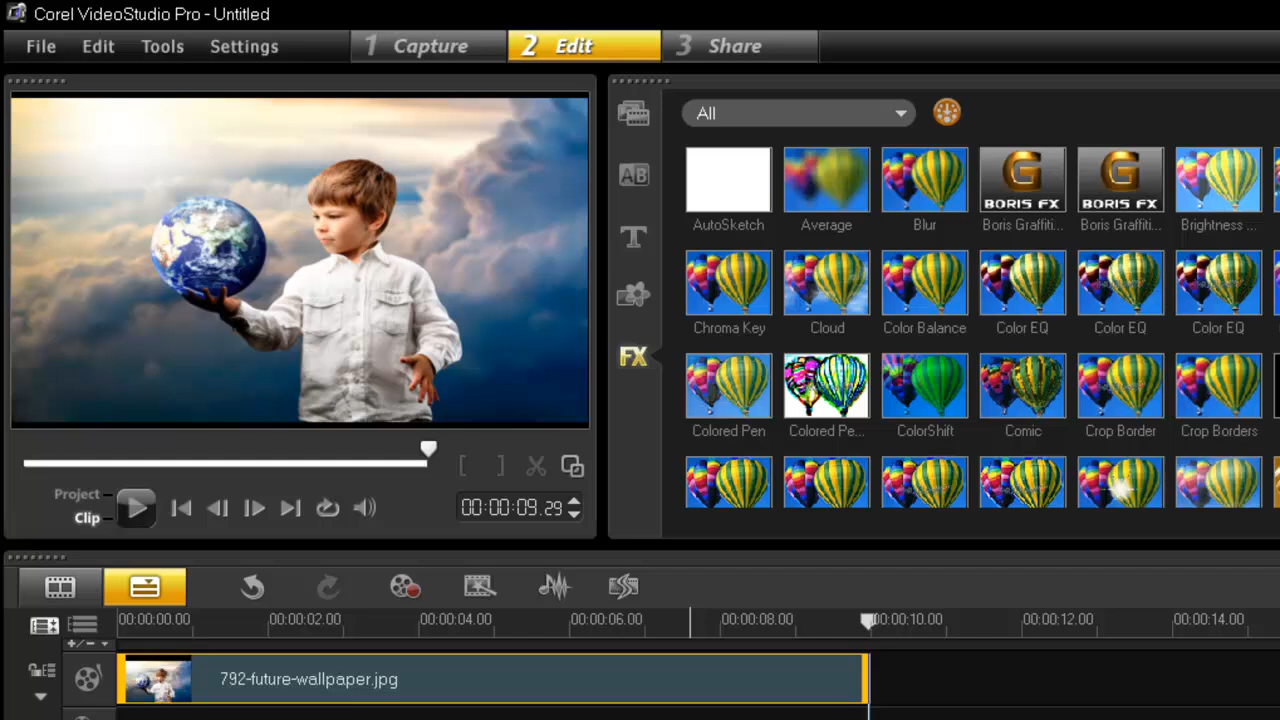 Corel VideoStudio Pro - Untitled
File Edit Tools Settings
1 Capture 2 Edit 3 Share
All
AB
T
FX
G BORIS FX
G BORIS FX
AutoSketch Average Blur Boris Graffiti... Boris Graffiti... Brightness ...
Chroma Key Cloud Color Balance Color EQ Color EQ Color EQ
Colored Pen Colored Pe... ColorShift Comic Crop Border Crop Borders
Project
Clip
00:00:09.29
00:00:00.00 00:00:02.00 00:00:04.00 00:00:06.00 00:00:08.00 00:00:10.00 00:00:12.00 00:00:14.00
792-future-wallpaper.jpg